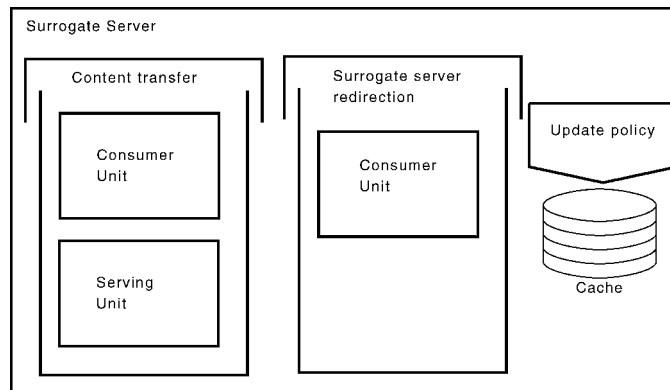 Surrogate Server
Content transfer
Consumer
Unit
Serving
Unit
Surrogate server
redirection
Consumer
Unit
Update policy
Cache